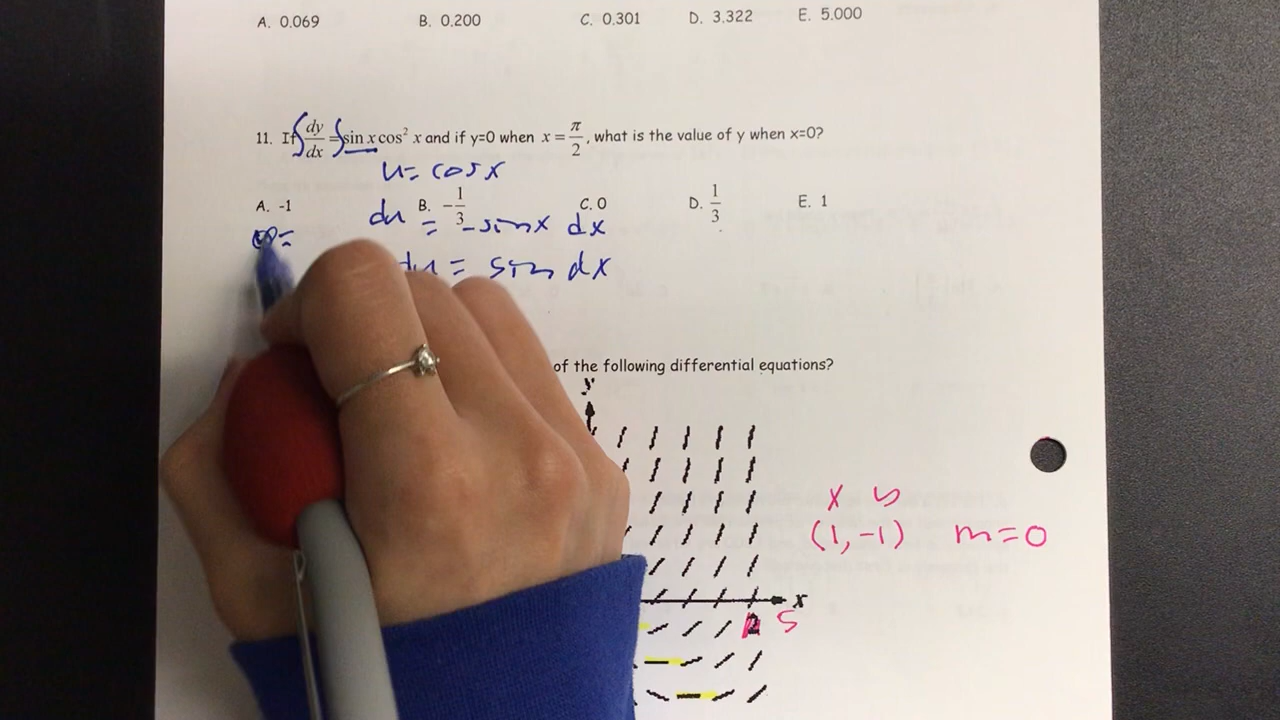 A. 0.069 B. 0.200 C. 0.301 D. 3.322 E. 5.000
11. If ∫ dy/dx = ∫ sin x cos² x and if y=0 when x = π/2, what is the value of y when x=0?
u = cos x
A. -1 B. -1/3 C. 0 D. 1/3 E. 1
du = -sin x dx
du = sin dx
of the following differential equations?
y
x y
(1, -1) m = 0
x
2 5